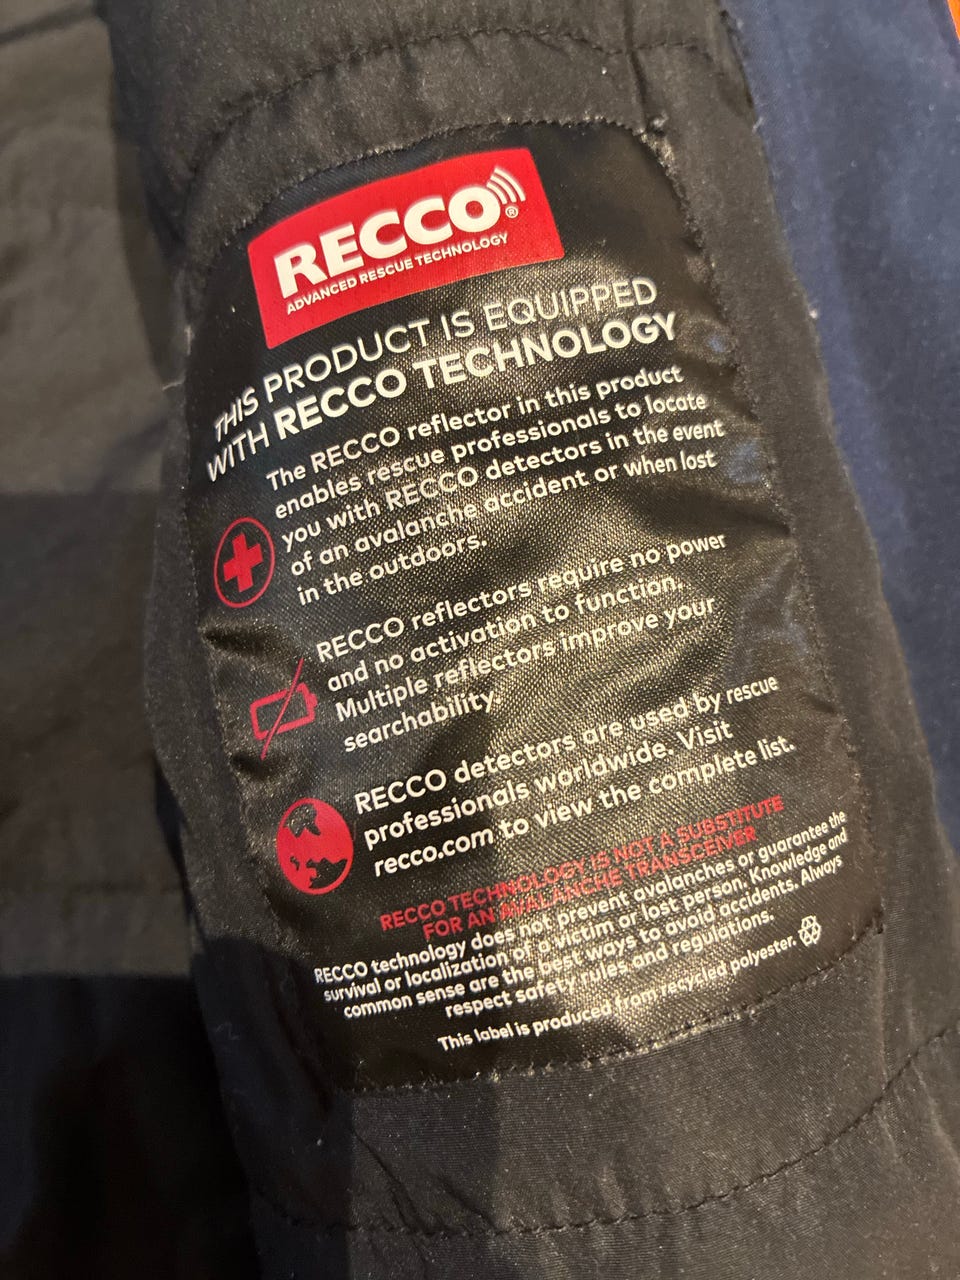 RECCO®
ADVANCED RESCUE TECHNOLOGY
THIS PRODUCT IS EQUIPPED
WITH RECCO TECHNOLOGY
The RECCO reflector in this product
enables rescue professionals to locate
you with RECCO detectors in the event
of an avalanche accident or when lost
in the outdoors.
RECCO reflectors require no power
and no activation to function.
Multiple reflectors improve your
searchability.
RECCO detectors are used by rescue
professionals worldwide. Visit
recco.com to view the complete list.
RECCO TECHNOLOGY IS NOT A SUBSTITUTE
FOR AN AVALANCHE TRANSCEIVER
RECCO technology does not prevent avalanches or guarantee the
survival or localization of a victim or lost person. Knowledge and
common sense are the best ways to avoid accidents. Always
respect safety rules and regulations.
This label is produced from recycled polyester.